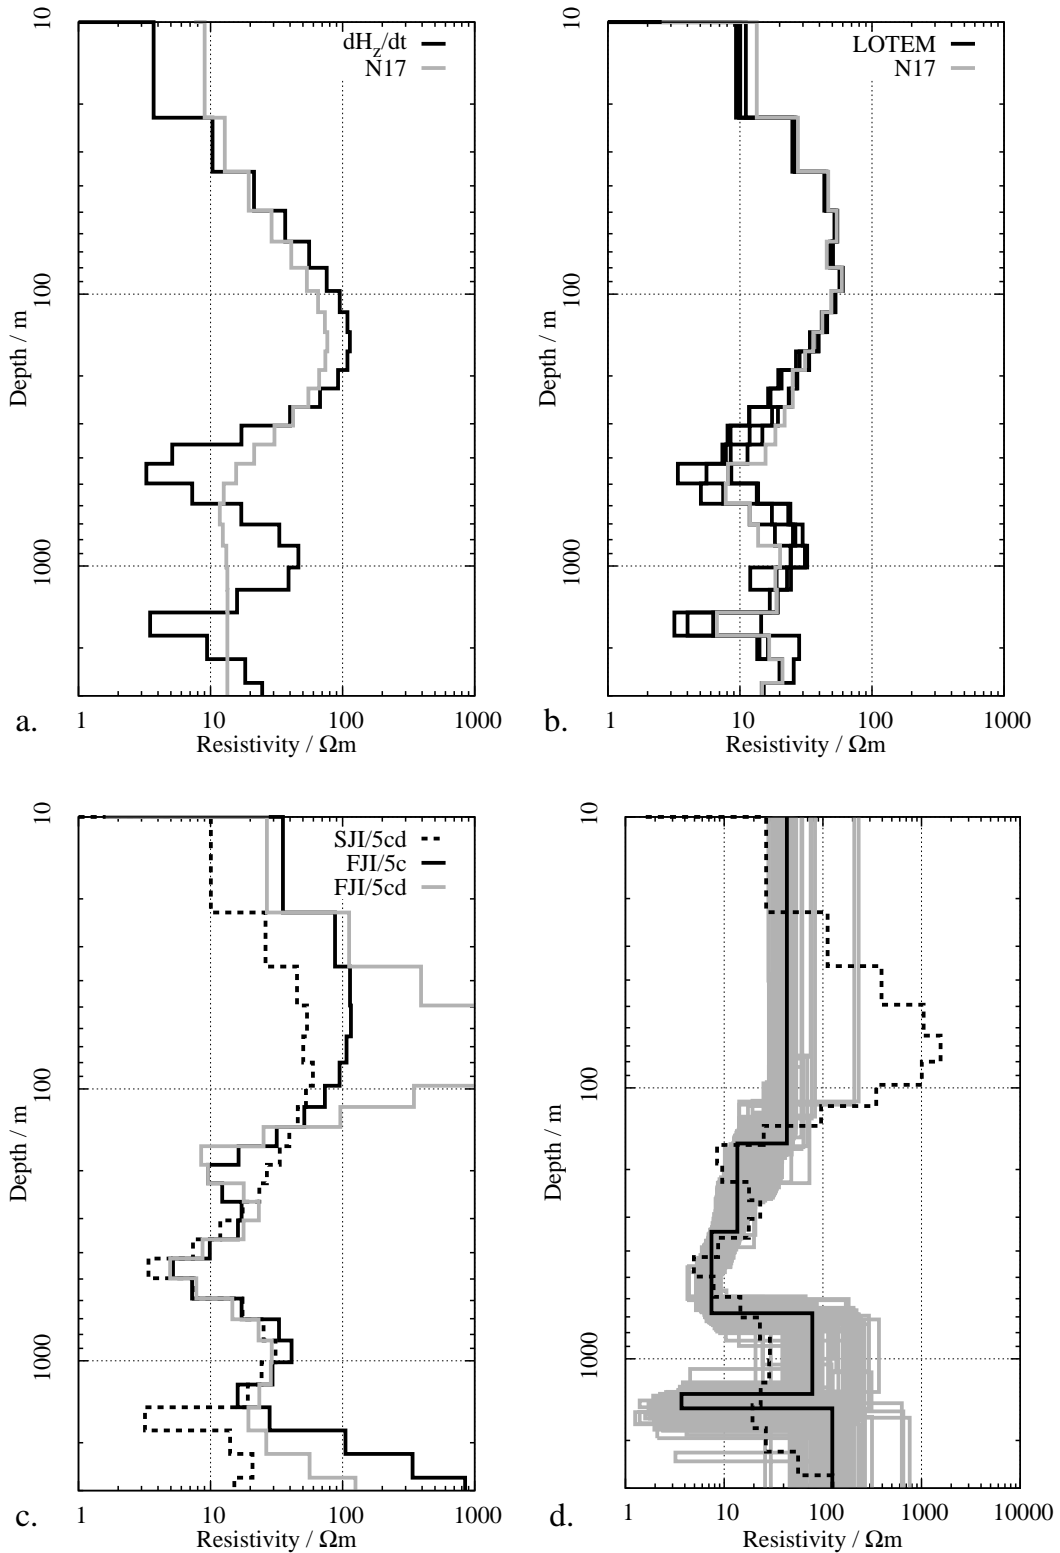 10
100
1000
Depth / m
dH_z/dt
N17
1 10 100 1000
Resistivity / Ωm
a.
10
100
1000
Depth / m
LOTEM
N17
1 10 100 1000
Resistivity / Ωm
b.
10
100
1000
Depth / m
SJI/5cd
FJI/5c
FJI/5cd
1 10 100 1000
Resistivity / Ωm
c.
10
100
1000
Depth / m
1 10 100 1000 10000
Resistivity / Ωm
d.